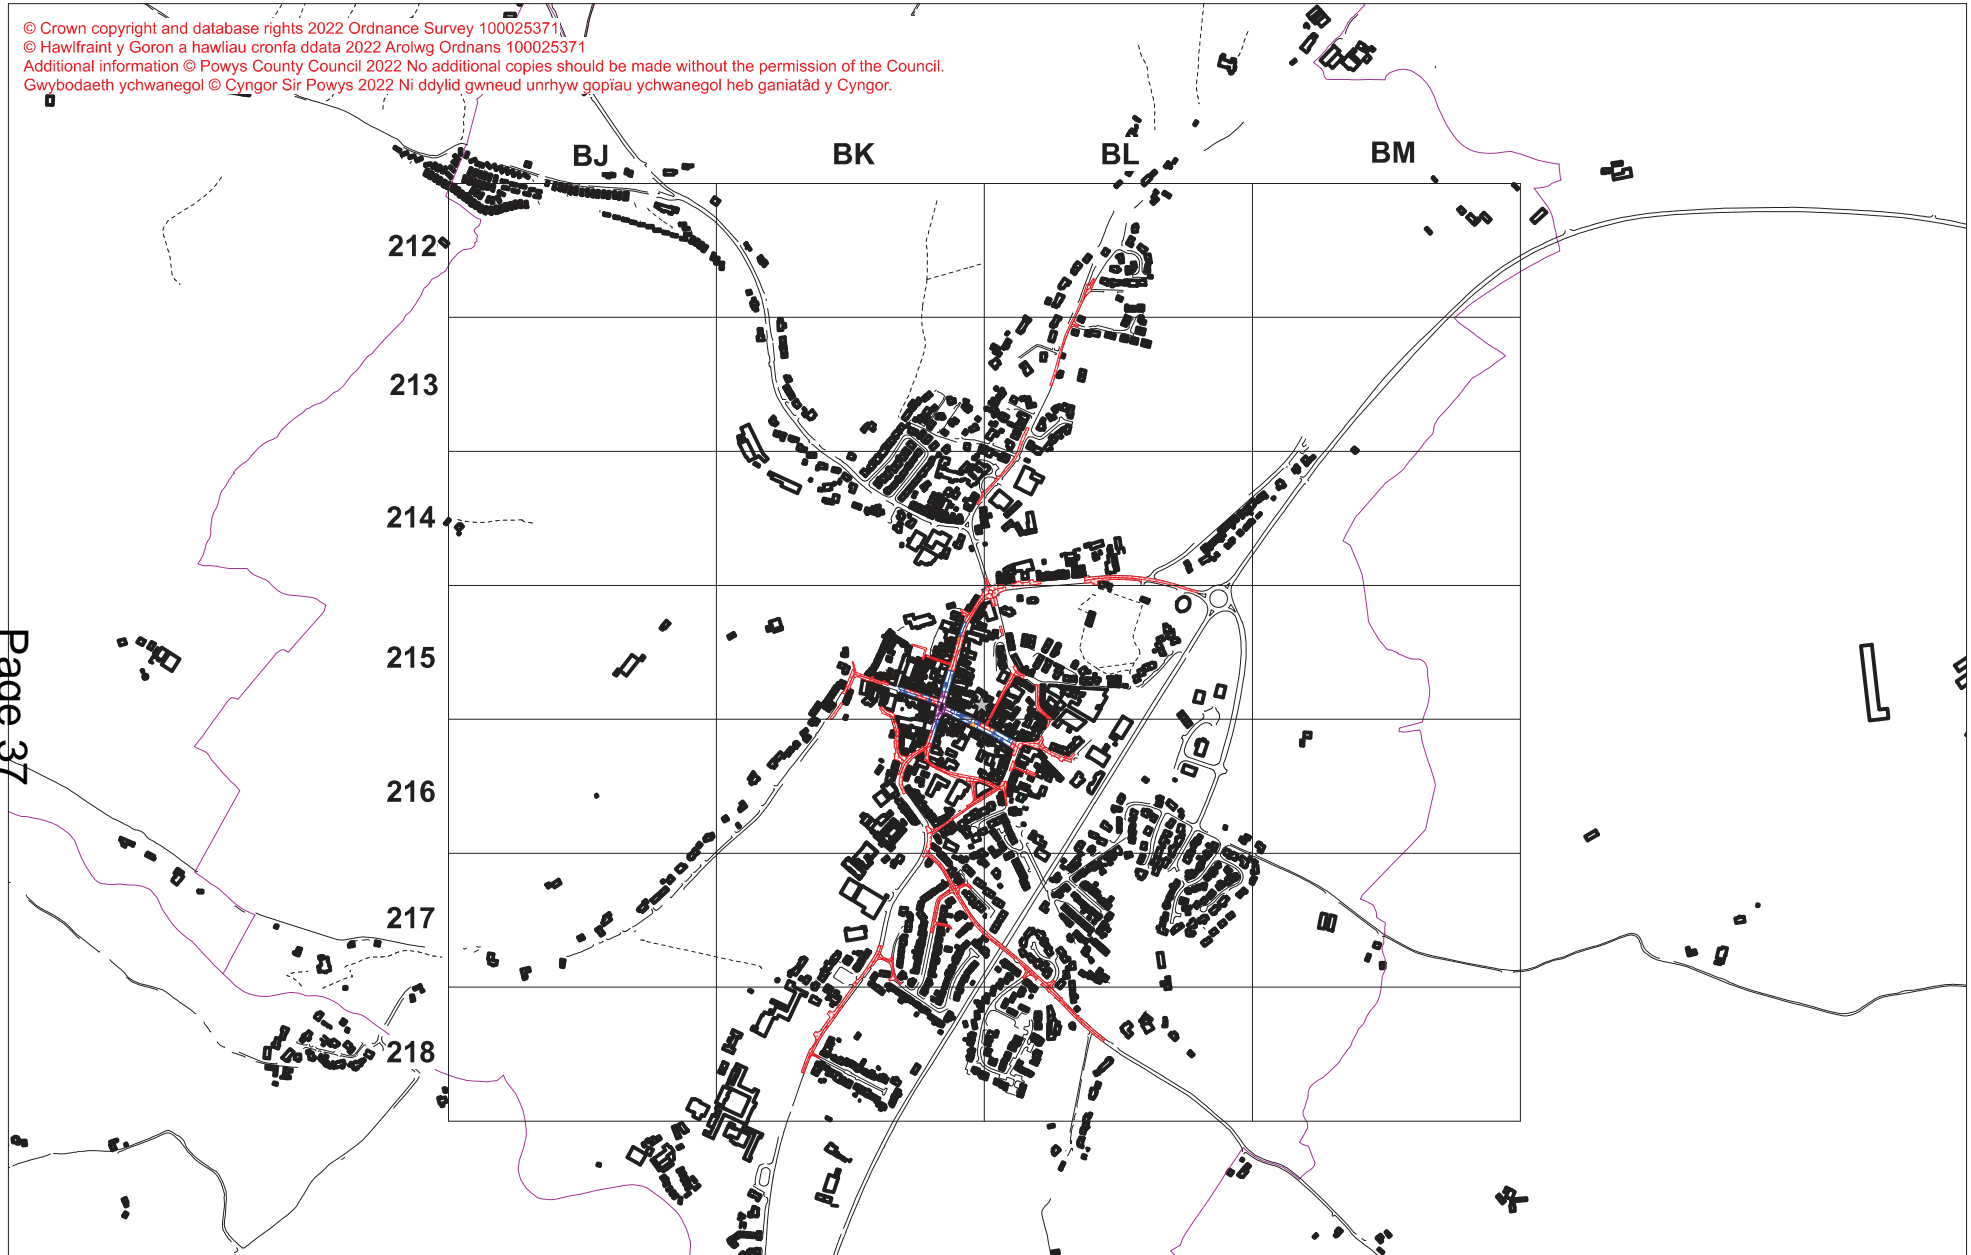 © Crown copyright and database rights 2022 Ordnance Survey 100025371
© Hawlfraint y Goron a hawliau cronfa ddata 2022 Arolwg Ordnans 100025371
Additional information © Powys County Council 2022 No additional copies should be made without the permission of the Council.
Gwybodaeth ychwanegol © Cyngor Sir Powys 2022 Ni ddylid gwneud unrhyw gopïau ychwanegol heb ganiatâd y Cyngor.
BJ BK BL BM
212
213
214
215
216
217
218
Page 37